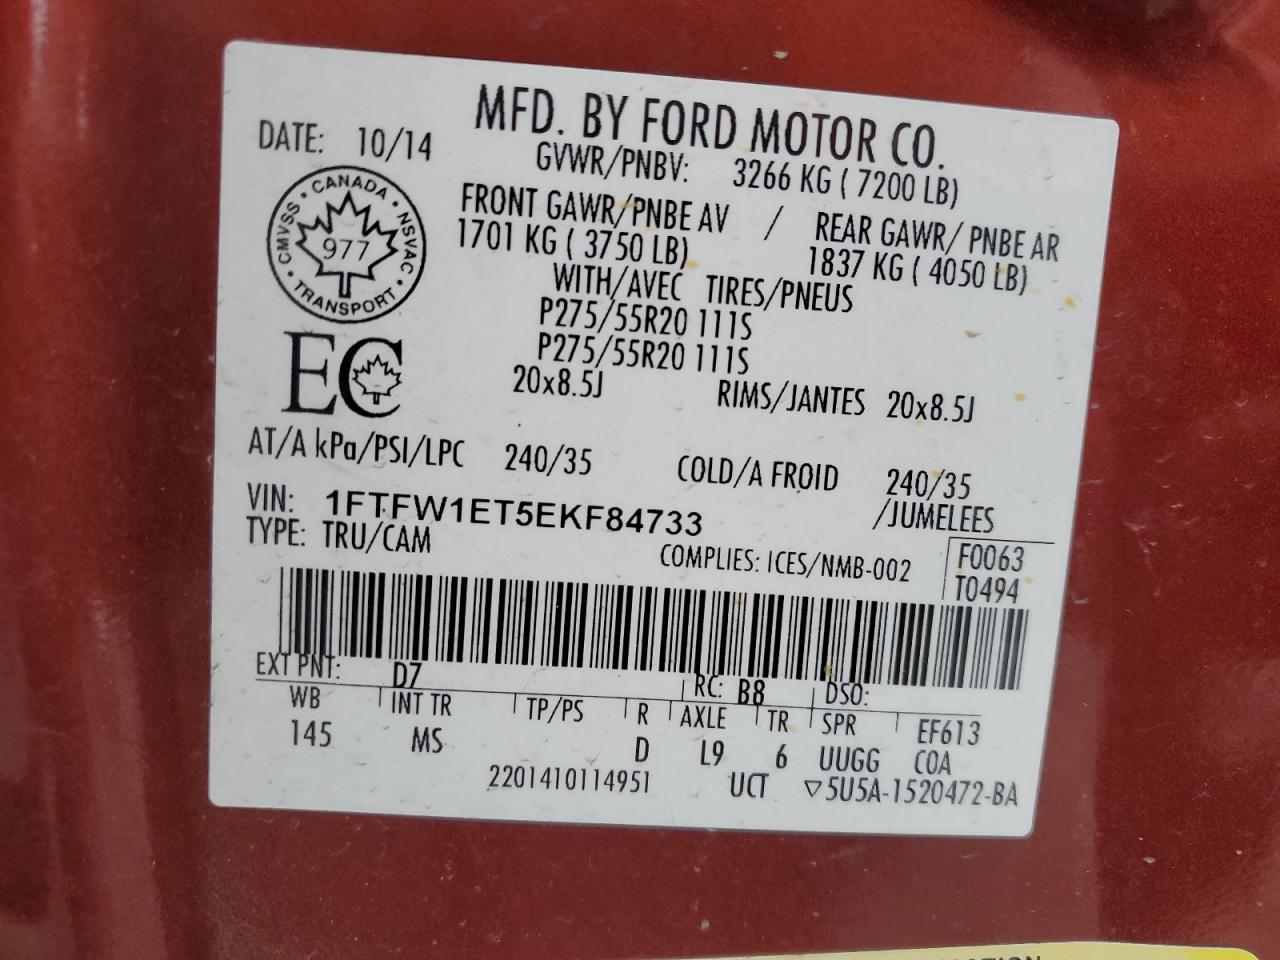 MFD. BY FORD MOTOR CO.
DATE: 10/14
GVWR/PNBV: 3266 KG ( 7200 LB)
CANADA • NSVAC • TRANSPORT • CMVSS •
977
FRONT GAWR/PNBE AV / REAR GAWR/ PNBE AR
1701 KG ( 3750 LB) 1837 KG ( 4050 LB)
WITH/AVEC TIRES/PNEUS
P275/55R20 111S
P275/55R20 111S
EC
20x8.5J RIMS/JANTES 20x8.5J
AT/A kPa/PSI/LPC 240/35 COLD/A FROID 240/35
VIN: 1FTFW1ET5EKF84733 /JUMELEES
TYPE: TRU/CAM COMPLIES: ICES/NMB-002 F0063
T0494
EXT PNT: D7 RC: B8 DSO:
WB INT TR TP/PS R AXLE TR SPR EF613
145 MS D L9 6 UUGG COA
2201410114951 UCT ▽5U5A-1520472-BA